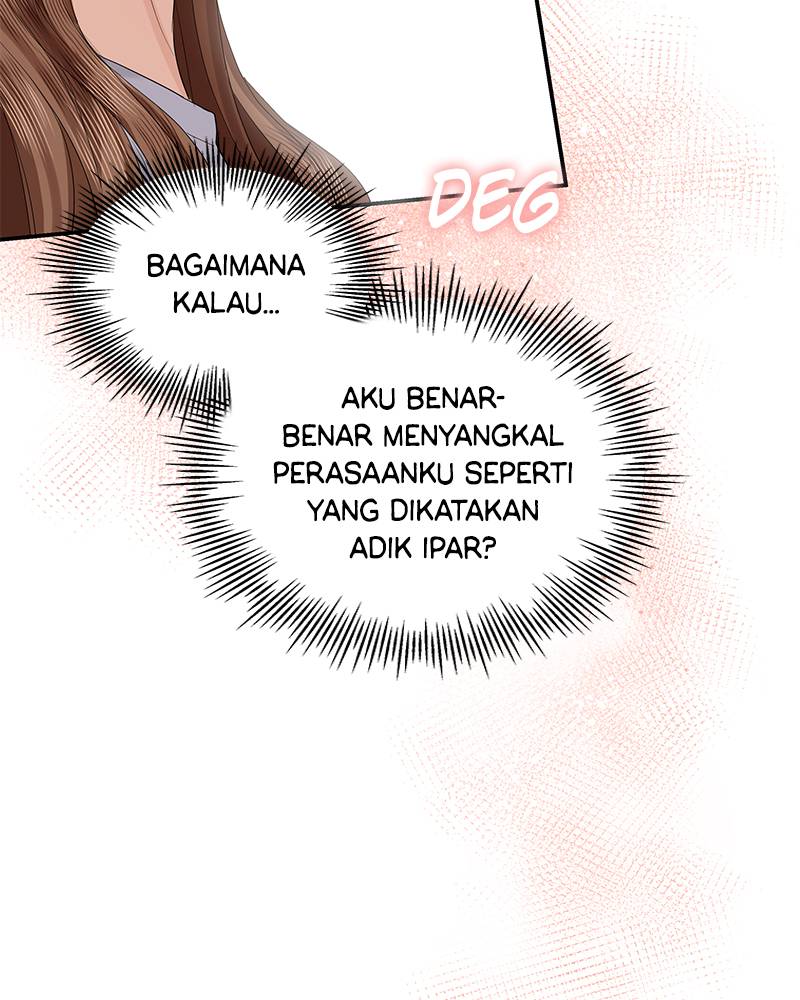 DEG
BAGAIMANA
KALAU...
AKU BENAR-
BENAR MENYANGKAL
PERASAANKU SEPERTI
YANG DIKATAKAN
ADIK IPAR?